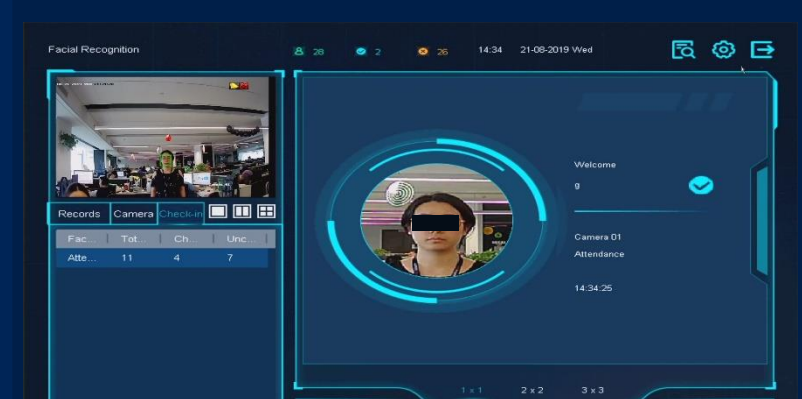 Facial Recognition 28 2 26 14:34 21-08-2019 Wed
Records Camera Check-in
Fac... Tot... Ch... Unc...
Atte... 11 4 7
Welcome
g
Camera 01
Attendance
14:34:25
1 x 1 2 x 2 3 x 3